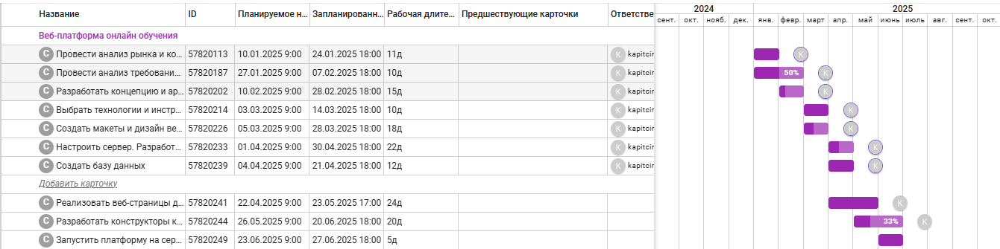 Название ID Планируемое н... Запланированн... Рабочая длите... Предшествующие карточки Ответстве 2024 2025
сент. окт. нояб. дек. янв. февр. март апр. май июнь июль авг. сент. окт.
Веб-платформа онлайн обучения
С Провести анализ рынка и ко... 57820113 10.01.2025 9:00 24.01.2025 18:00 11д K kapitcir K
С Провести анализ требовани... 57820187 27.01.2025 9:00 07.02.2025 18:00 10д K kapitcir 50% K
С Разработать концепцию и ар... 57820202 10.02.2025 9:00 28.02.2025 18:00 15д K kapitcir K
С Выбрать технологии и инстр... 57820214 03.03.2025 9:00 14.03.2025 18:00 10д K kapitcir K
С Создать макеты и дизайн ве... 57820226 05.03.2025 9:00 28.03.2025 18:00 18д K kapitcir K
С Настроить сервер. Разработ... 57820233 01.04.2025 9:00 30.04.2025 18:00 22д K kapitcir K
С Создать базу данных 57820239 04.04.2025 9:00 21.04.2025 18:00 12д K kapitcir K
Добавить карточку
С Реализовать веб-страницы д... 57820241 22.04.2025 9:00 23.05.2025 17:00 24д K
С Разработать конструкторы к... 57820244 26.05.2025 9:00 20.06.2025 18:00 20д 33% K
С Запустить платформу на сер... 57820249 23.06.2025 9:00 27.06.2025 18:00 5д